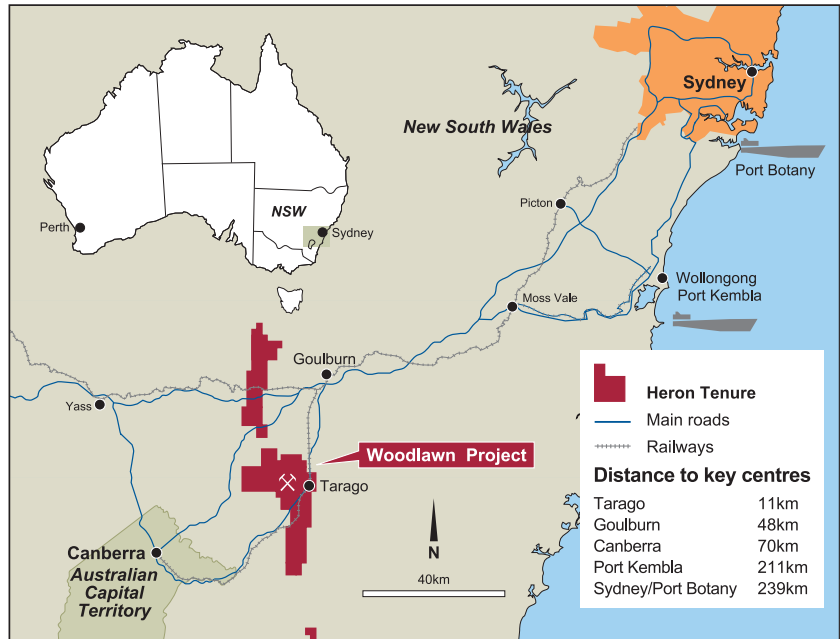 Sydney
New South Wales
Port Botany
NSW
Perth
Sydney
Picton
Wollongong
Port Kembla
Moss Vale
Goulburn
Yass
Woodlawn Project
Tarago
Canberra
Australian
Capital
Territory
N
40km
Heron Tenure
Main roads
Railways
Distance to key centres
Tarago 11km
Goulburn 48km
Canberra 70km
Port Kembla 211km
Sydney/Port Botany 239km